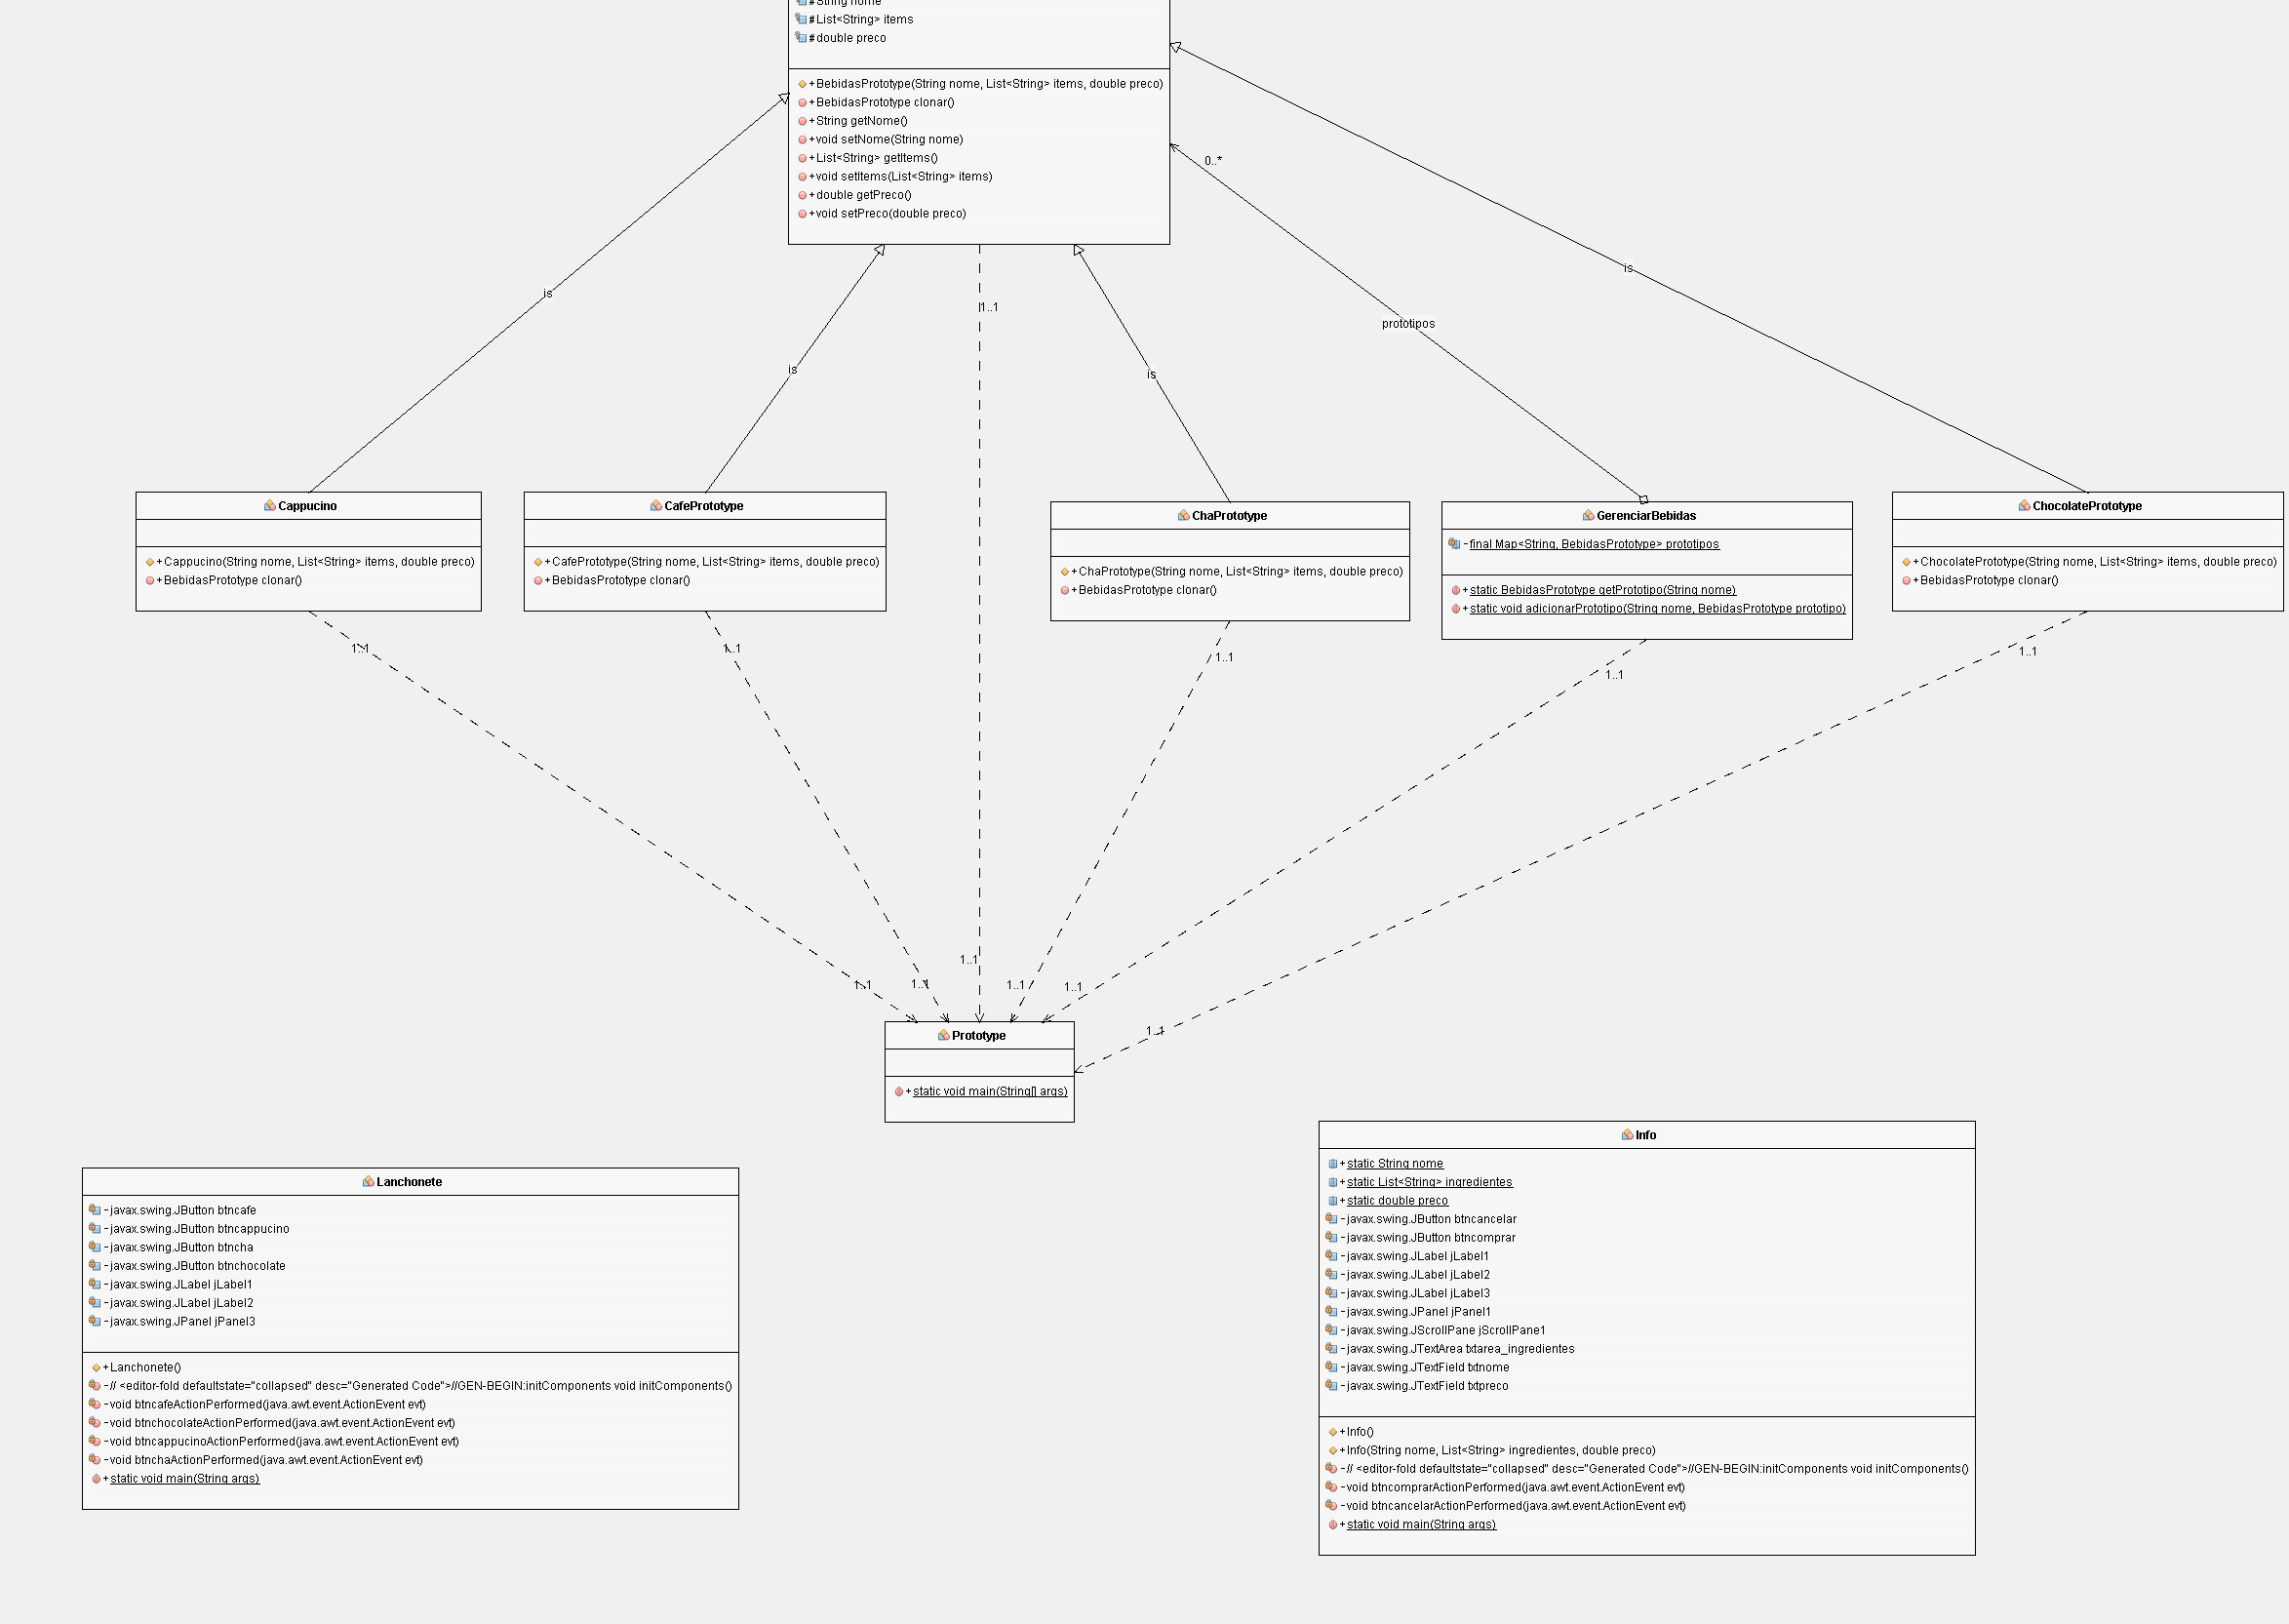 #String nome
#List<String> items
#double preco
+BebidasPrototype(String nome, List<String> items, double preco)
+BebidasPrototype clonar()
+String getNome()
+void setNome(String nome)
+List<String> getItems()
+void setItems(List<String> items)
+double getPreco()
+void setPreco(double preco)
0..*
is
is
1..1
is
prototipos
is
Cappucino
+Cappucino(String nome, List<String> items, double preco)
+BebidasPrototype clonar()
CafePrototype
+CafePrototype(String nome, List<String> items, double preco)
+BebidasPrototype clonar()
ChaPrototype
+ChaPrototype(String nome, List<String> items, double preco)
+BebidasPrototype clonar()
GerenciarBebidas
-final Map<String, BebidasPrototype> prototipos
+static BebidasPrototype getPrototipo(String nome)
+static void adicionarPrototipo(String nome, BebidasPrototype prototipo)
ChocolatePrototype
+ChocolatePrototype(String nome, List<String> items, double preco)
+BebidasPrototype clonar()
1..1
1..1
1..1
1..1
1..1
1..1
1..1
1..1
1..1
1..1
1..1
Prototype
+static void main(String[] args)
Lanchonete
-javax.swing.JButton btncafe
-javax.swing.JButton btncappucino
-javax.swing.JButton btncha
-javax.swing.JButton btnchocolate
-javax.swing.JLabel jLabel1
-javax.swing.JLabel jLabel2
-javax.swing.JPanel jPanel3
+Lanchonete()
-// <editor-fold defaultstate="collapsed" desc="Generated Code">//GEN-BEGIN:initComponents void initComponents()
-void btncafeActionPerformed(java.awt.event.ActionEvent evt)
-void btnchocolateActionPerformed(java.awt.event.ActionEvent evt)
-void btncappucinoActionPerformed(java.awt.event.ActionEvent evt)
-void btnchaActionPerformed(java.awt.event.ActionEvent evt)
+static void main(String args)
Info
+static String nome
+static List<String> ingredientes
+static double preco
-javax.swing.JButton btncancelar
-javax.swing.JButton btncomprar
-javax.swing.JLabel jLabel1
-javax.swing.JLabel jLabel2
-javax.swing.JLabel jLabel3
-javax.swing.JPanel jPanel1
-javax.swing.JScrollPane jScrollPane1
-javax.swing.JTextArea txtarea_ingredientes
-javax.swing.JTextField txtnome
-javax.swing.JTextField txtpreco
+Info()
+Info(String nome, List<String> ingredientes, double preco)
-// <editor-fold defaultstate="collapsed" desc="Generated Code">//GEN-BEGIN:initComponents void initComponents()
-void btncomprarActionPerformed(java.awt.event.ActionEvent evt)
-void btncancelarActionPerformed(java.awt.event.ActionEvent evt)
+static void main(String args)